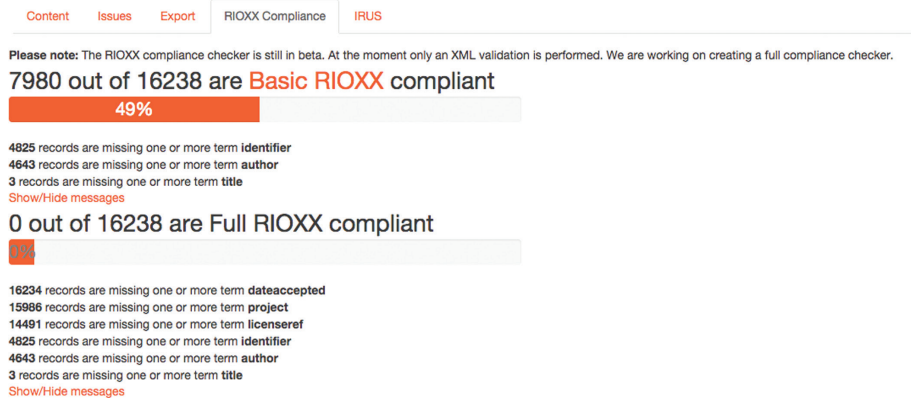 Content Issues Export RIOXX Compliance IRUS
Please note: The RIOXX compliance checker is still in beta. At the moment only an XML validation is performed. We are working on creating a full compliance checker.
7980 out of 16238 are Basic RIOXX compliant
49%
4825 records are missing one or more term identifier
4643 records are missing one or more term author
3 records are missing one or more term title
Show/Hide messages
0 out of 16238 are Full RIOXX compliant
0%
16234 records are missing one or more term dateaccepted
15986 records are missing one or more term project
14491 records are missing one or more term licenseref
4825 records are missing one or more term identifier
4643 records are missing one or more term author
3 records are missing one or more term title
Show/Hide messages